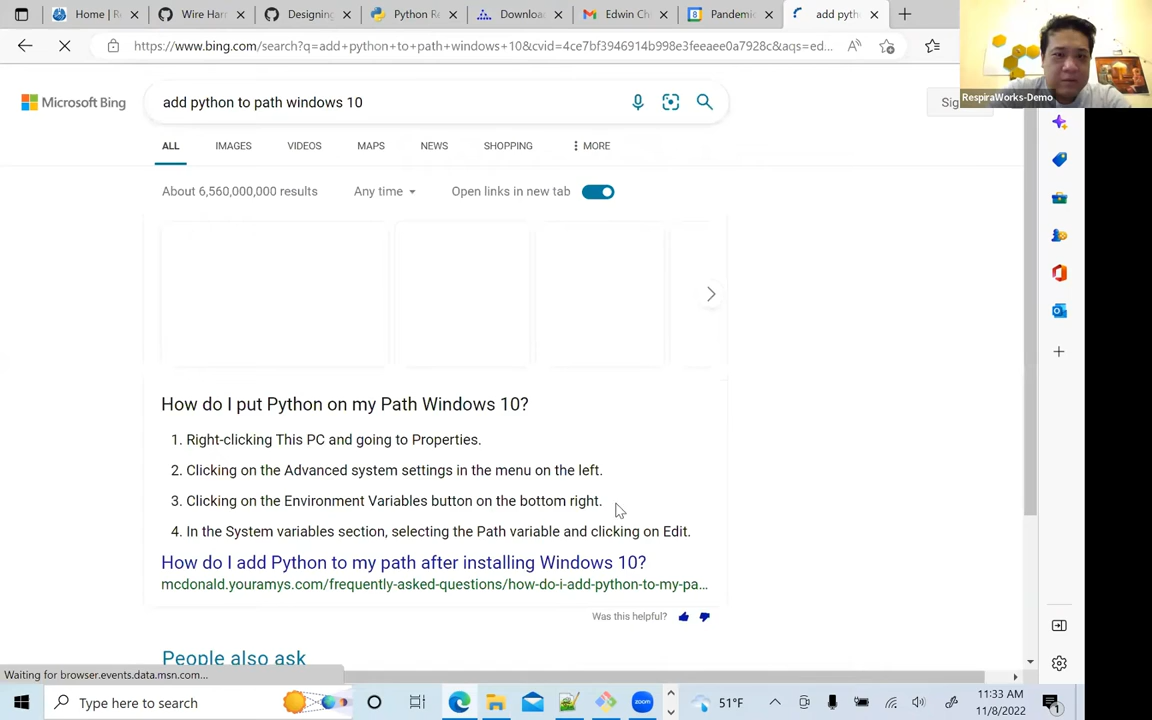 Home | R
Wire Harr
Designing
Python Re
Downloa
Edwin Ch
Pandemic
add pyth
https://www.bing.com/search?q=add+python+to+path+windows+10&cvid=4ce7bf3946914b998e3feeaee0a7928c&aqs=ed...
RespiraWorks-Demo
Microsoft Bing
add python to path windows 10
Sig
ALL
IMAGES
VIDEOS
MAPS
NEWS
SHOPPING
MORE
About 6,560,000,000 results
Any time
Open links in new tab
How do I put Python on my Path Windows 10?
1. Right-clicking This PC and going to Properties.
2. Clicking on the Advanced system settings in the menu on the left.
3. Clicking on the Environment Variables button on the bottom right.
4. In the System variables section, selecting the Path variable and clicking on Edit.
How do I add Python to my path after installing Windows 10?
mcdonald.youramys.com/frequently-asked-questions/how-do-i-add-python-to-my-pa...
Was this helpful?
People also ask
Waiting for browser.events.data.msn.com...
Type here to search
zoom
51°F
11:33 AM
11/8/2022
1